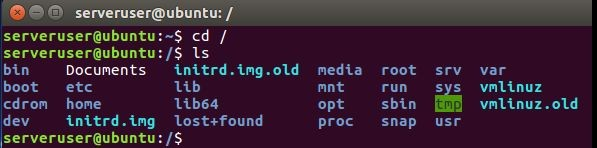 serveruser@ubuntu: /
serveruser@ubuntu:~$ cd /
serveruser@ubuntu:/$ ls
bin Documents initrd.img.old media root srv var
boot etc lib mnt run sys vmlinuz
cdrom home lib64 opt sbin tmp vmlinuz.old
dev initrd.img lost+found proc snap usr
serveruser@ubuntu:/$